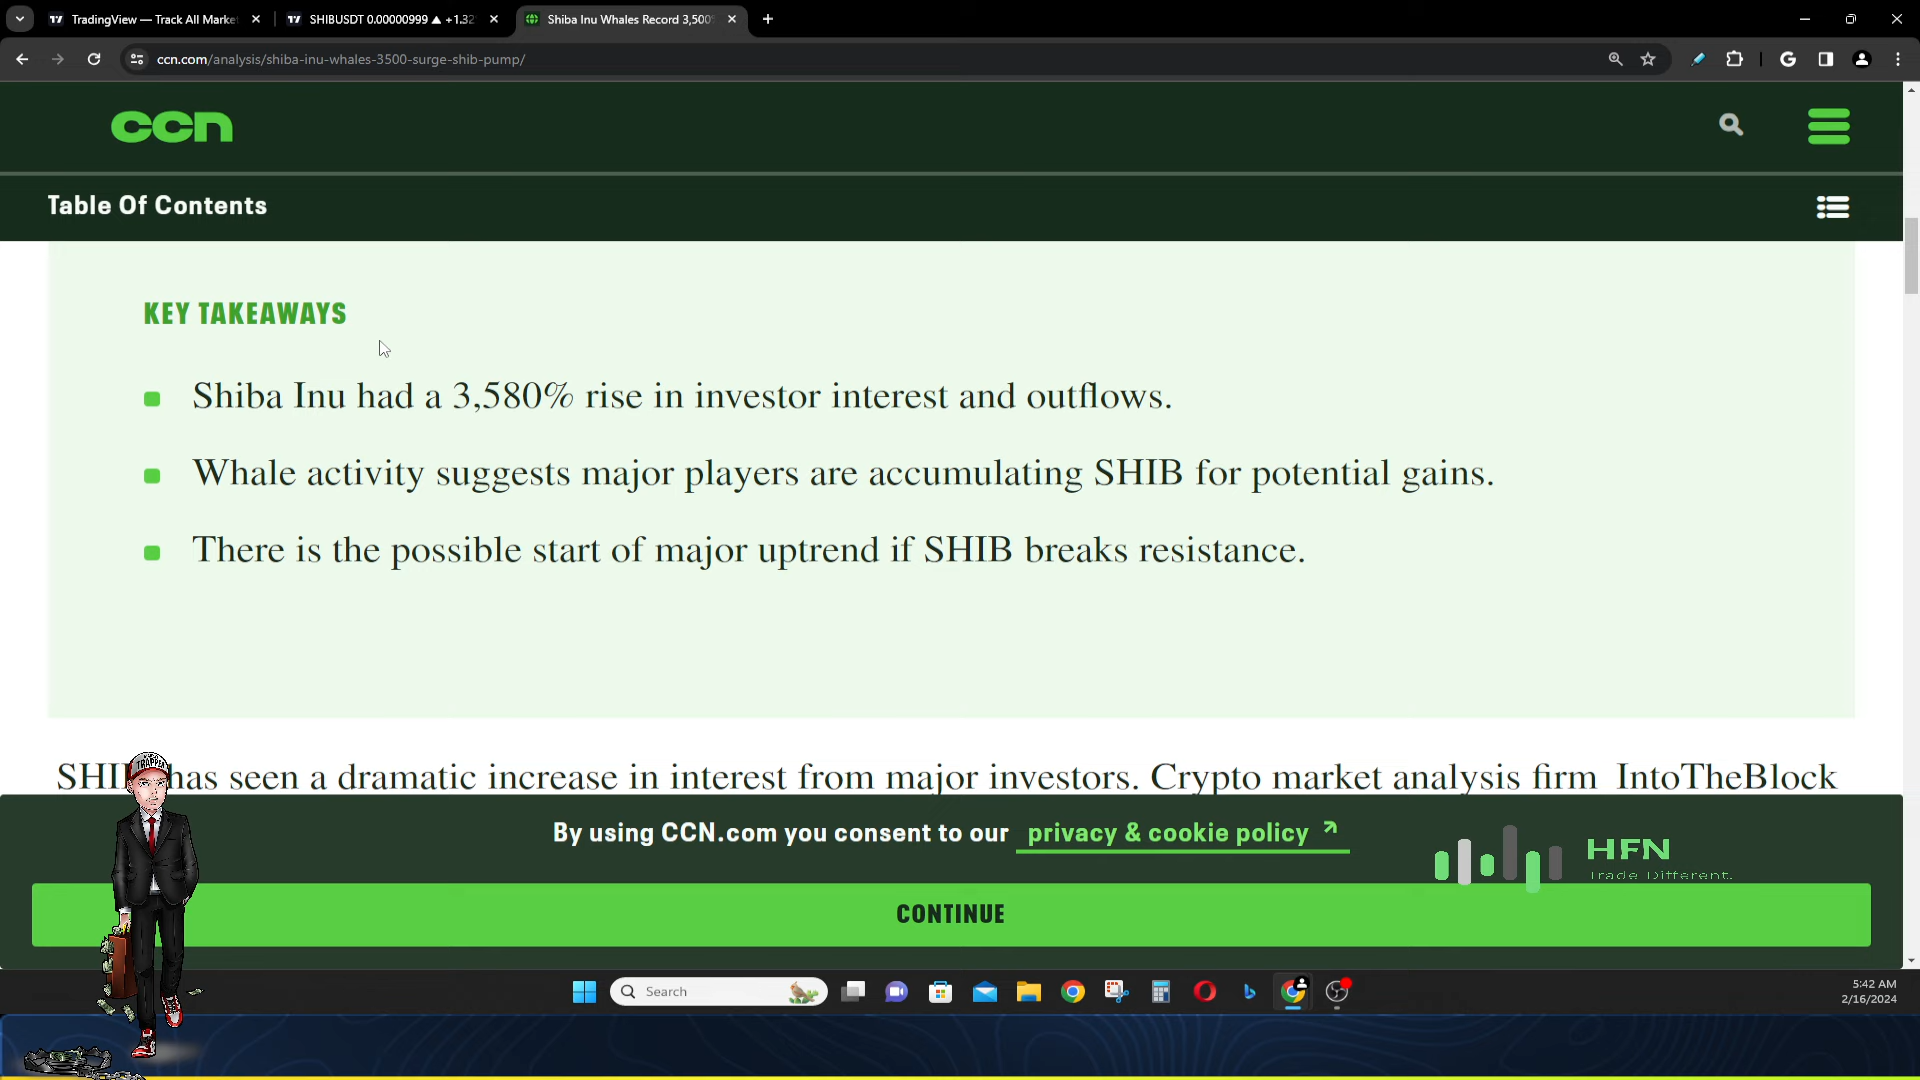 TradingView — Track All Marke
SHIBUSDT 0.00000999 ▲ +1.32
Shiba Inu Whales Record 3,500
ccn.com/analysis/shiba-inu-whales-3500-surge-shib-pump/
ccn
Table Of Contents
KEY TAKEAWAYS
Shiba Inu had a 3,580% rise in investor interest and outflows.
Whale activity suggests major players are accumulating SHIB for potential gains.
There is the possible start of major uptrend if SHIB breaks resistance.
has seen a dramatic increase in interest from major investors. Crypto market analysis firm IntoTheBlock
TRAPPER
By using CCN.com you consent to our privacy & cookie policy
HFN
Trade Different.
CONTINUE
Search
5:42 AM
2/16/2024